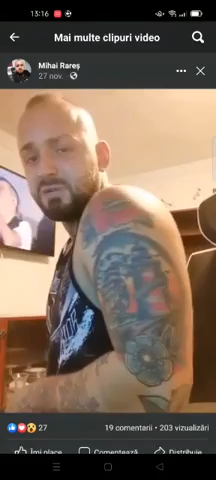 13:16
Mai multe clipuri video
Mihai Rareș
27 nov.
27
19 comentarii • 203 vizualizări
Îmi place
Comentează
Distribuie